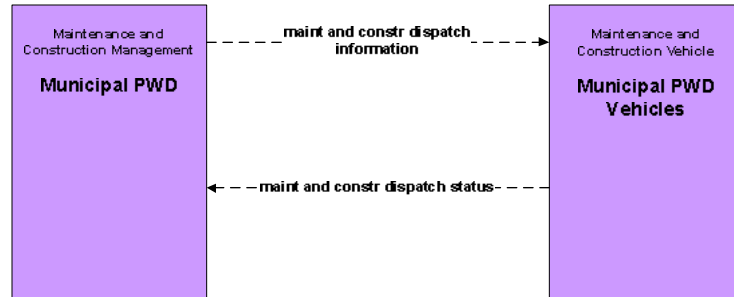 Maintenance and
Construction Management
Municipal PWD
maint and constr dispatch
information
Maintenance and
Construction Vehicle
Municipal PWD
Vehicles
maint and constr dispatch status